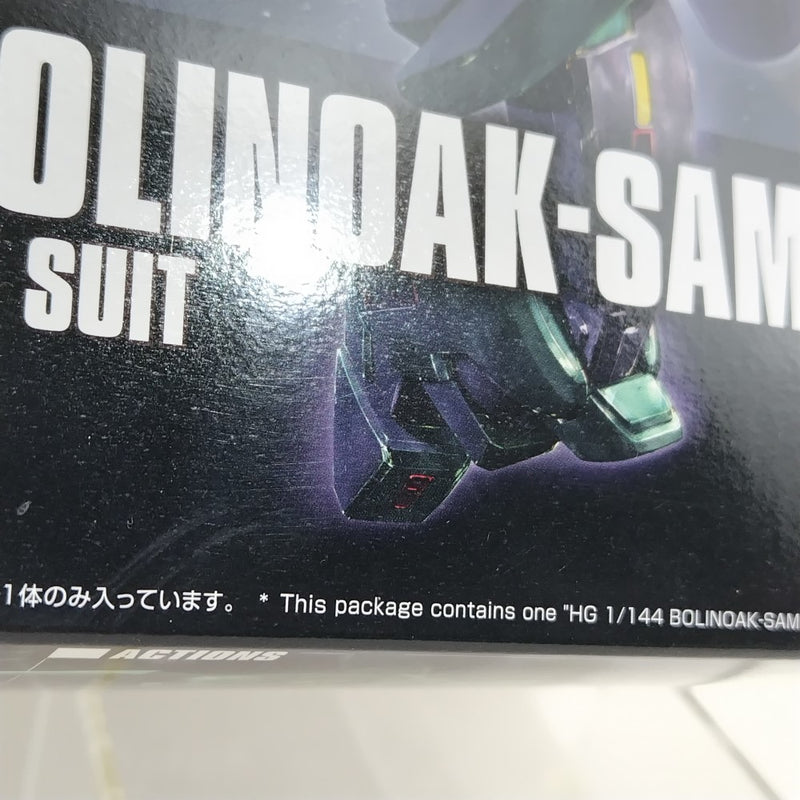 OLINOAK-SAM
SUIT
1体のみ入っています。 * This package contains one "HG 1/144 BOLINOAK-SAM
ACTIONS